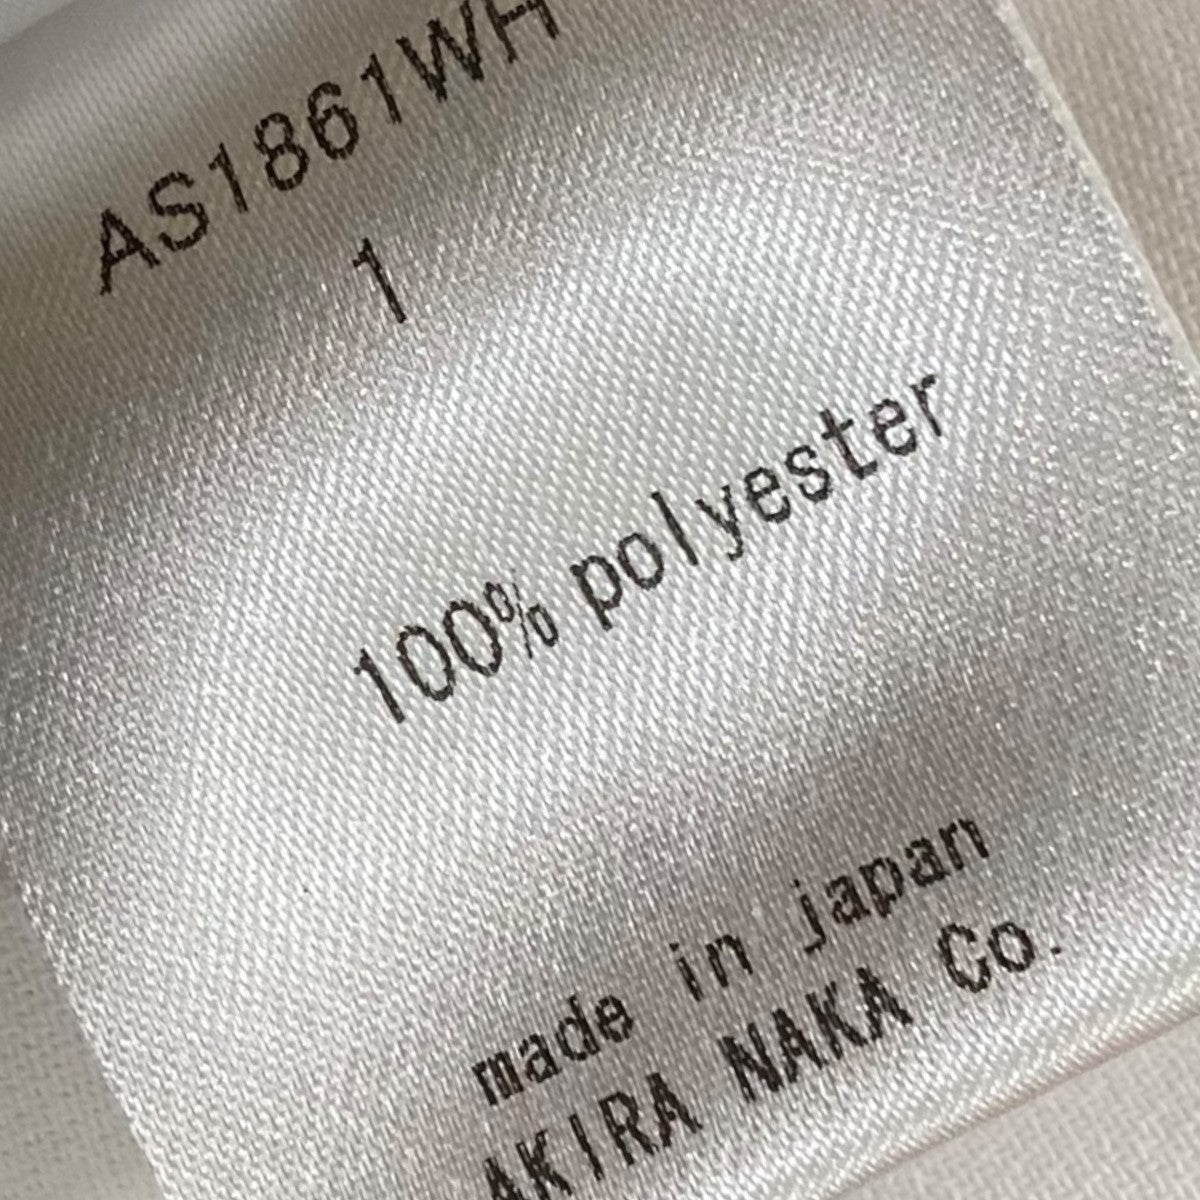 AS1861WH
1
100% polyester
made in japan
AKIRA NAKA Co.